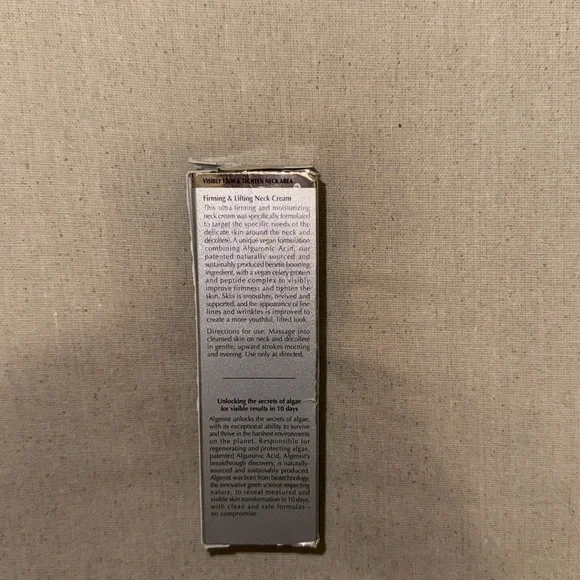 VISIBLY FIRM & TIGHTEN NECK AREA
Firming & Lifting Neck Cream
This ultra-firming and moisturizing
neck cream was specifically formulated
to target the specific needs of the
delicate skin around the neck and
décolleté. A unique vegan formulation
combining Alguronic Acid, our
patented naturally sourced and
sustainably produced benefit-boosting
ingredient, with a vegan celery protein
and peptide complex to visibly
improve firmness and tighten the
skin. Skin is smoother, revived and
supported, and the appearance of fine
lines and wrinkles is improved to
create a more youthful, lifted look.
Directions for use: Massage into
cleansed skin on neck and décolleté
in gentle, upward strokes morning
and evening. Use only as directed.
Unlocking the secrets of algae
for visible results in 10 days
Algenist unlocks the secrets of algae,
with its exceptional ability to survive
and thrive in the harshest environments
on the planet. Responsible for
regenerating and protecting algae,
patented Alguronic Acid, Algenist's
breakthrough discovery, is naturally-
sourced and sustainably produced.
Algenist was born from biotechnology,
the innovative green science respecting
nature, to reveal measured and
visible skin transformation in 10 days
with clean and safe formulas -
no compromise.